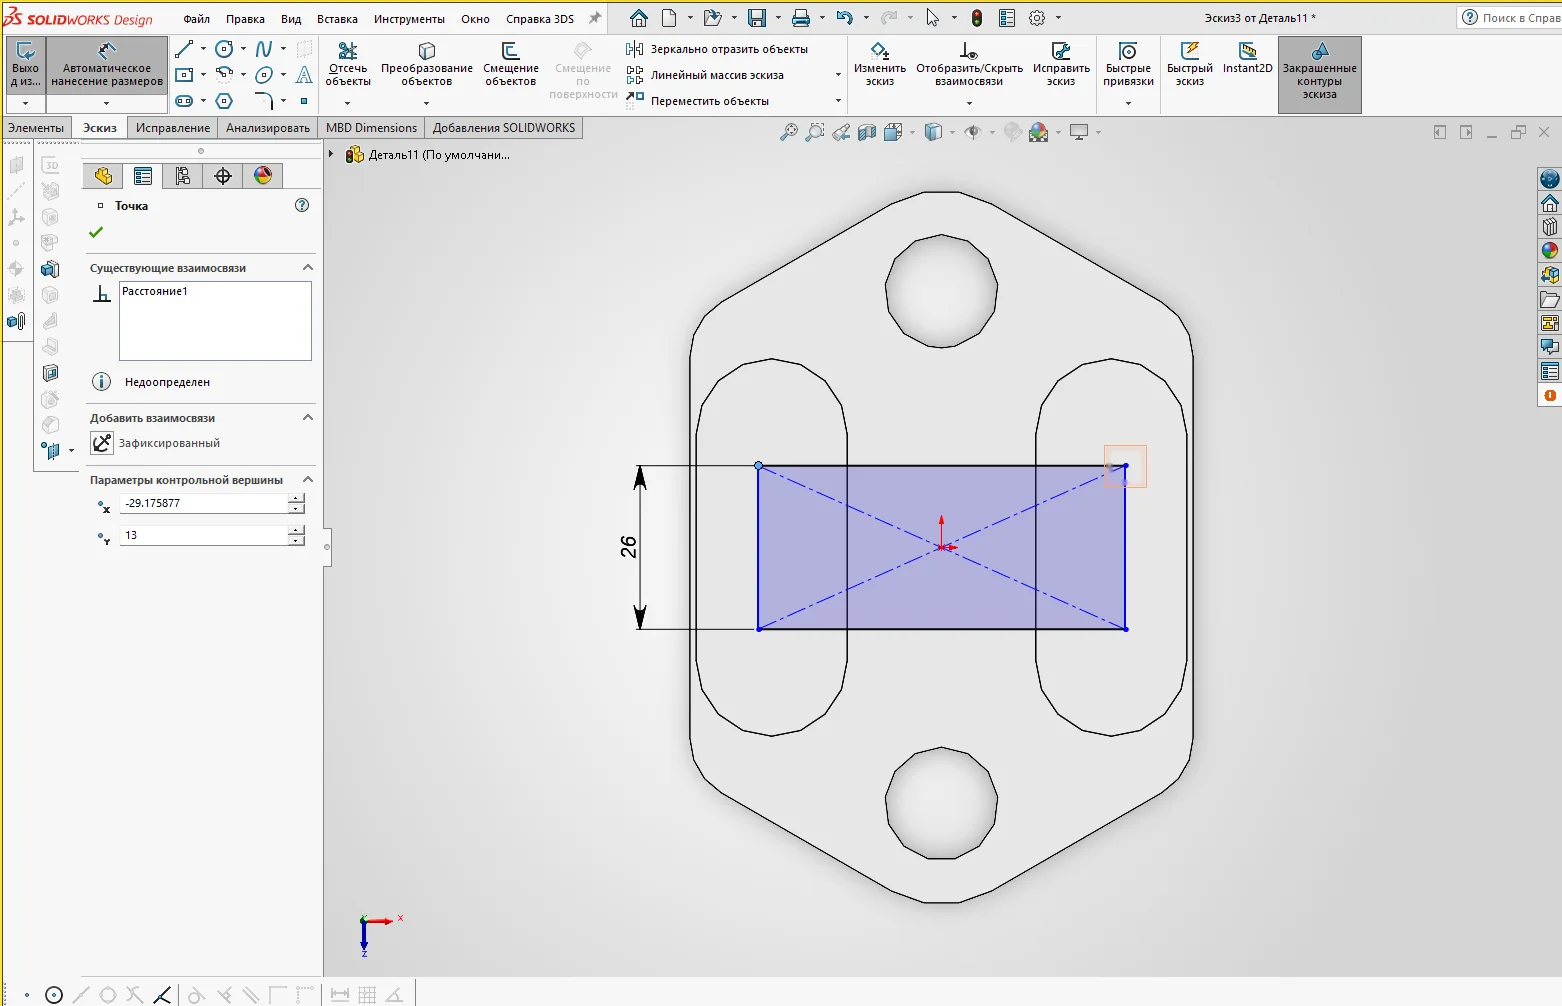 SOLIDWORKS Design
Файл Правка Вид Вставка Инструменты Окно Справка 3DS
Эскиз3 от Деталь11 *
Поиск в Справ
Выхо
д из...
Автоматическое
нанесение размеров
Отсечь
объекты
Преобразование
объектов
Смещение
объектов
Смещение
по
поверхности
Зеркально отразить объекты
Линейный массив эскиза
Переместить объекты
Изменить
эскиз
Отобразить/Скрыть
взаимосвязи
Исправить
эскиз
Быстрые
привязки
Быстрый
эскиз
Instant2D
Закрашенные
контуры
эскиза
Элементы Эскиз Исправление Анализировать MBD Dimensions Добавления SOLIDWORKS
Деталь11 (По умолчани...
3D
Точка
Существующие взаимосвязи
Расстояние1
Недоопределен
Добавить взаимосвязи
Зафиксированный
Параметры контрольной вершины
X -29.175877
Y 13
26
X
Z